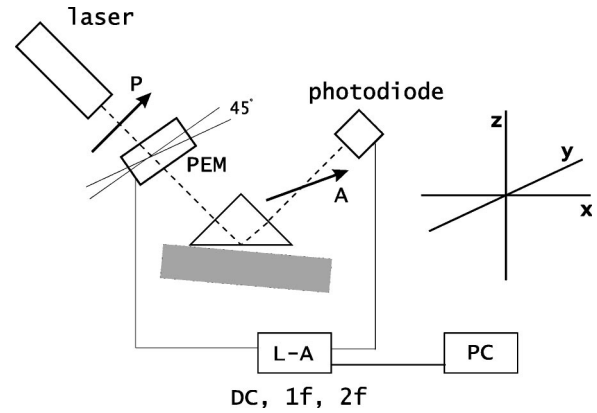 laser
P
45°
PEM
photodiode
A
z
y
x
L-A
PC
DC, 1f, 2f